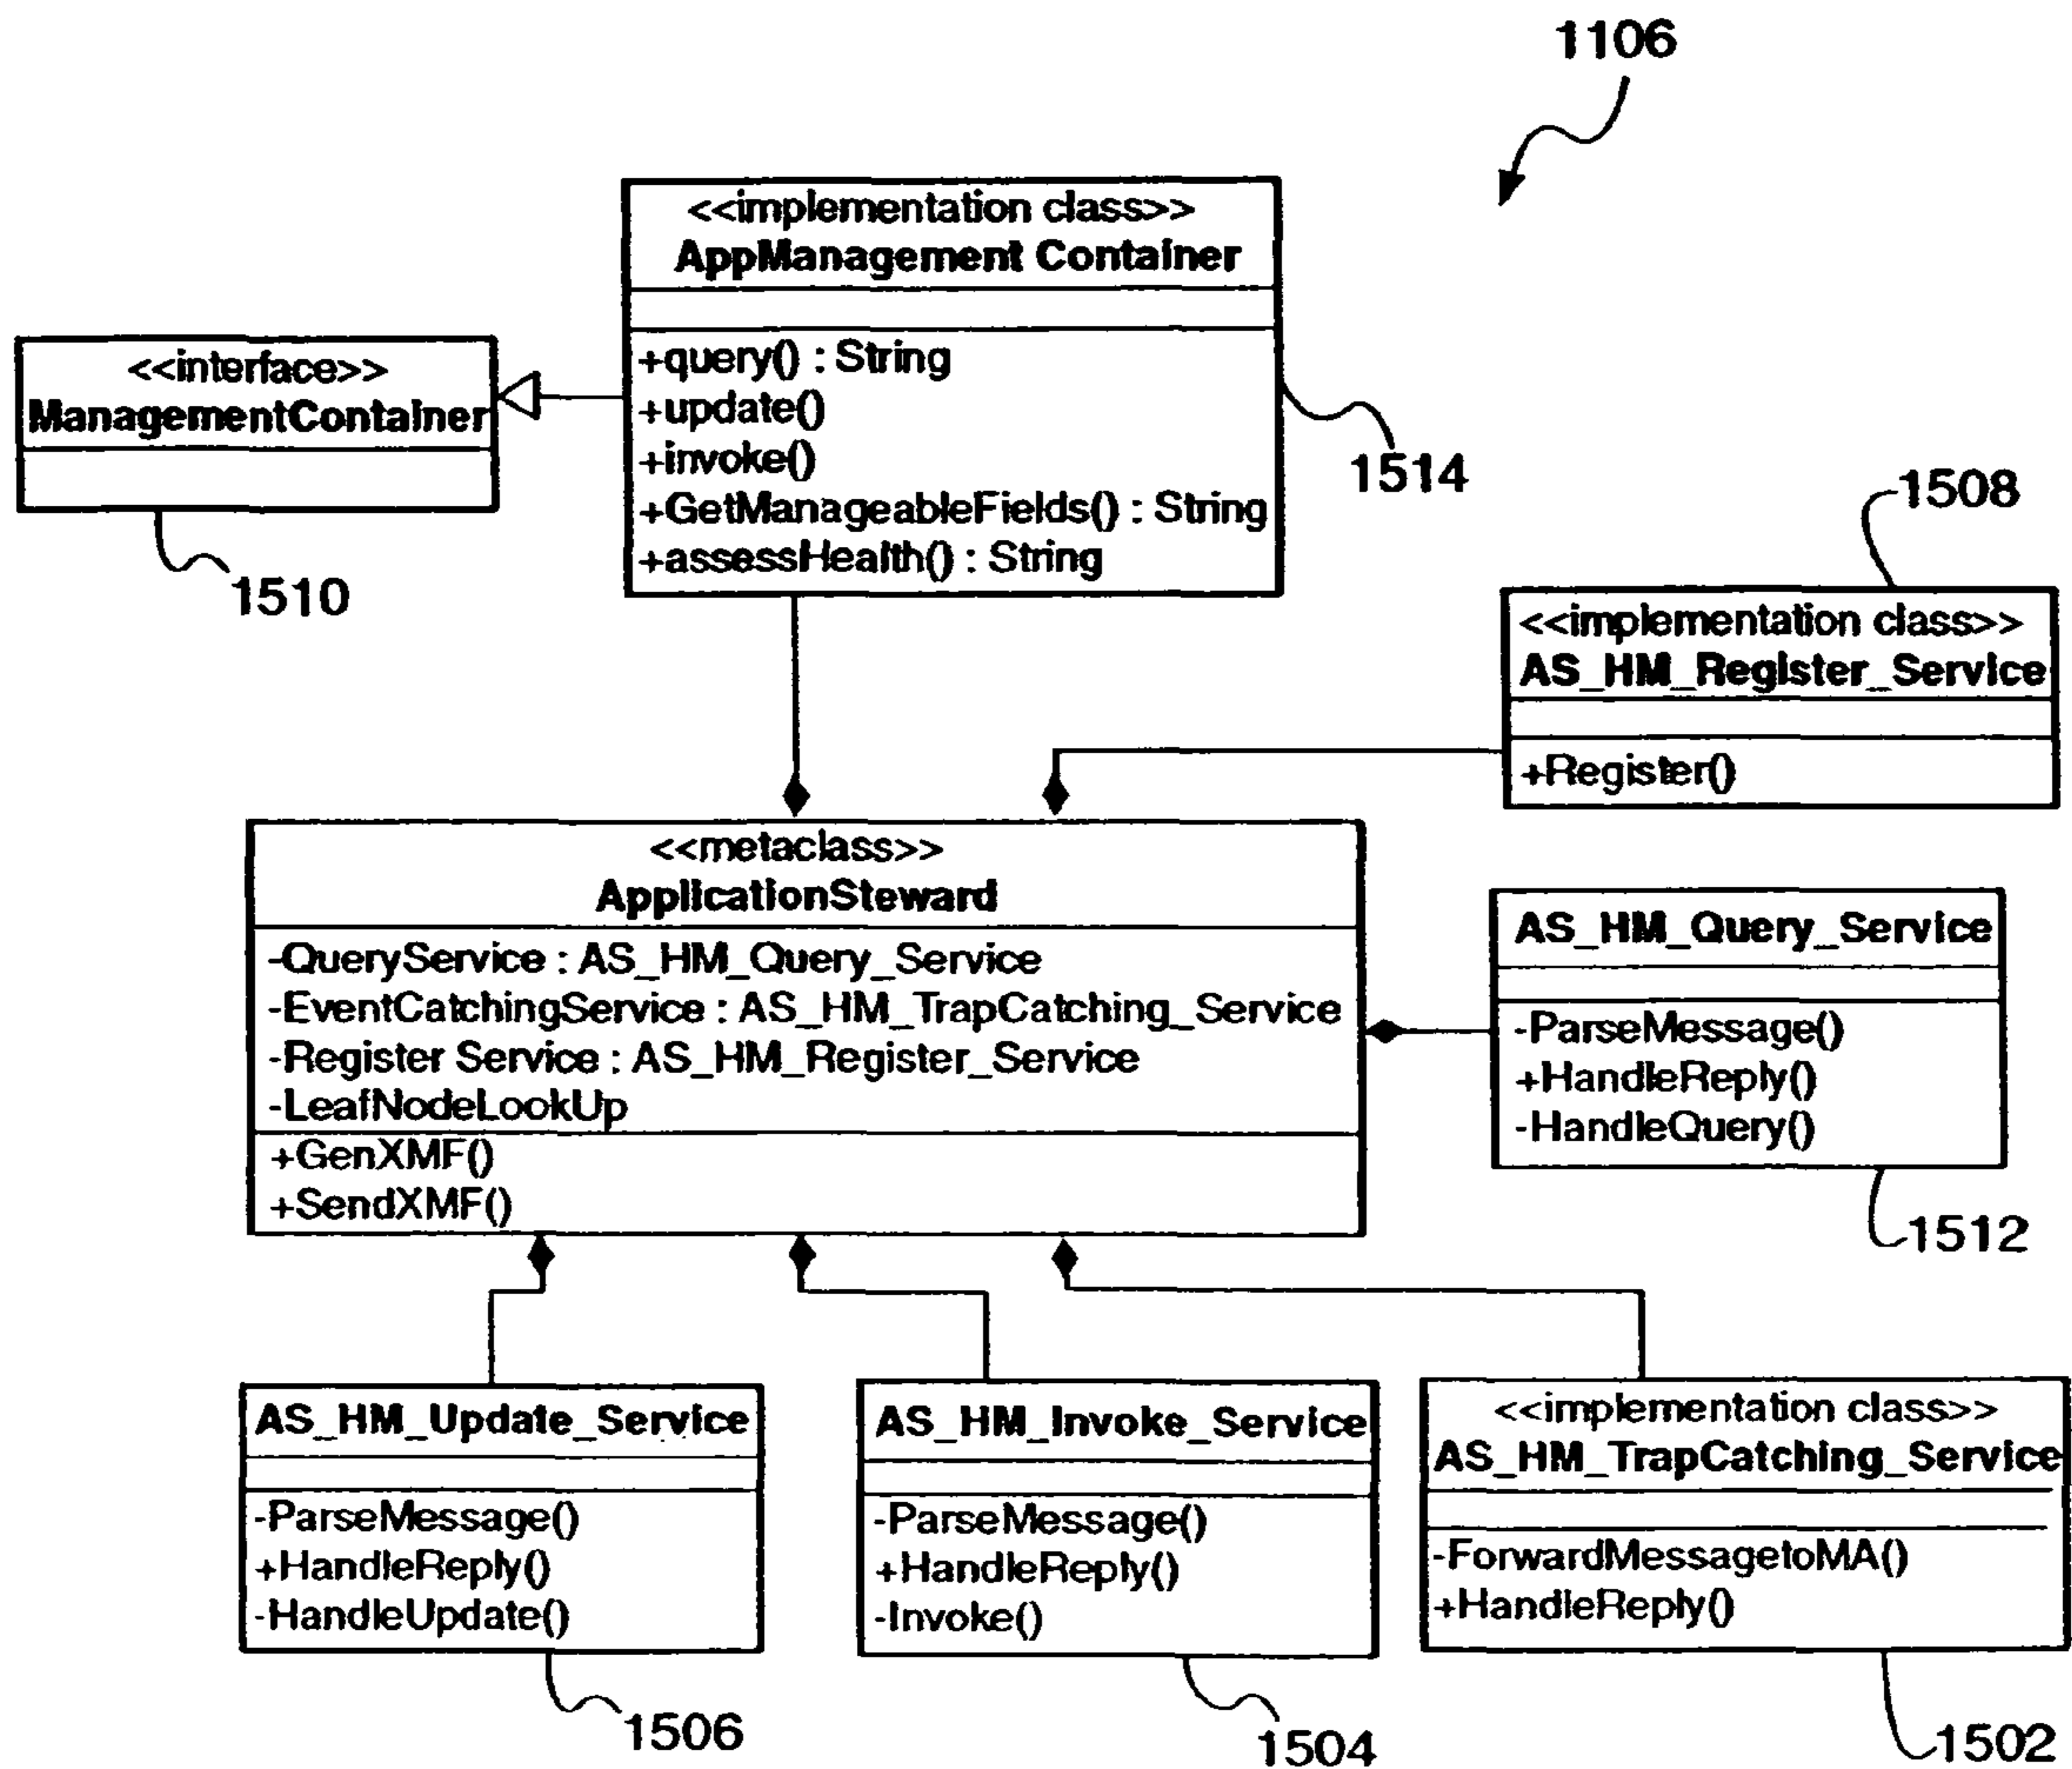 1106
<<implementation class>>
AppManagement Container
+query() : String
+update()
+invoke()
+GetManageableFields() : String
+assessHealth() : String
1514
<<interface>>
ManagementContainer
1510
1508
<<implementation class>>
AS_HM_Register_Service
+Register()
<<metaclass>>
ApplicationSteward
-QueryService : AS_HM_Query_Service
-EventCatchingService : AS_HM_TrapCatching_Service
-Register Service : AS_HM_Register_Service
-LeafNodeLookUp
+GenXMF()
+SendXMF()
AS_HM_Query_Service
-ParseMessage()
+HandleReply()
-HandleQuery()
1512
AS_HM_Update_Service
-ParseMessage()
+HandleReply()
-HandleUpdate()
1506
AS_HM_Invoke_Service
-ParseMessage()
+HandleReply()
-Invoke()
1504
<<implementation class>>
AS_HM_TrapCatching_Service
-ForwardMessagetoMA()
+HandleReply()
1502